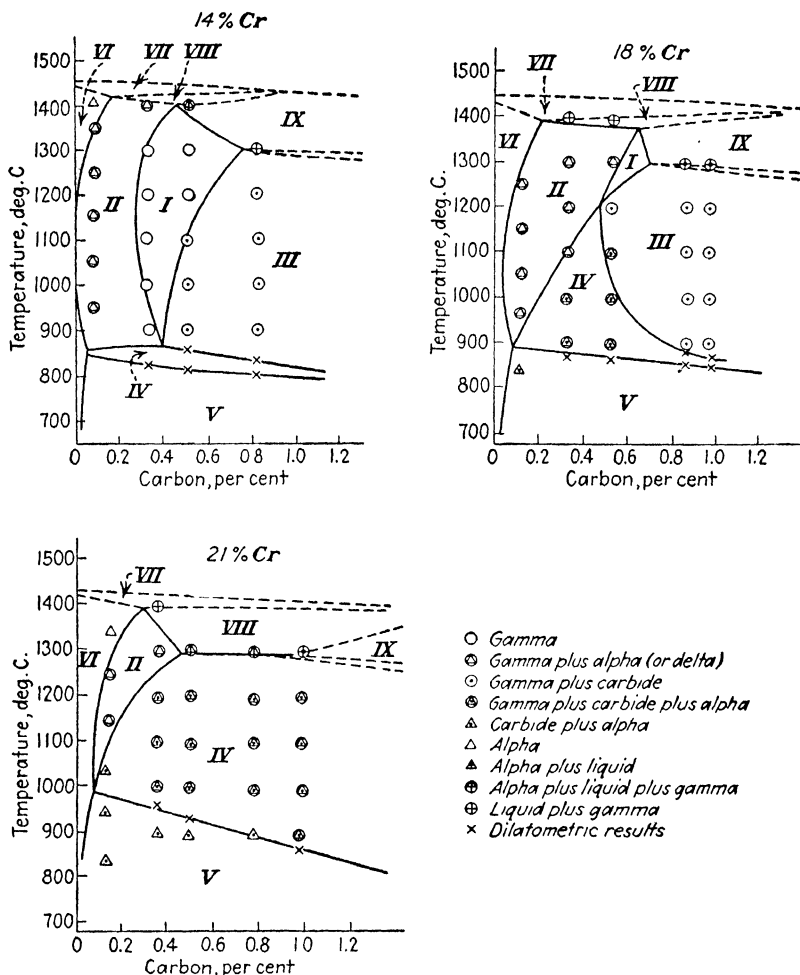 14% Cr
VI VII VIII
1500
1400
1300
1200
1100
1000
900
800
700
IX
II
I
III
IV
V
Temperature, deg. C.
0 0.2 0.4 0.6 0.8 1.0 1.2
Carbon, per cent
18% Cr
VII
VIII
1500
1400
1300
1200
1100
1000
900
800
700
VI
IX
II
I
III
IV
V
Temperature, deg. C.
0 0.2 0.4 0.6 0.8 1.0 1.2
Carbon, per cent
21% Cr
VII
1500
1400
1300
1200
1100
1000
900
800
700
VIII
IX
VI
II
IV
V
Temperature, deg. C.
0 0.2 0.4 0.6 0.8 1 0 1.2
Carbon, per cent
Gamma
Gamma plus alpha (or delta)
Gamma plus carbide
Gamma plus carbide plus alpha
Carbide plus alpha
Alpha
Alpha plus liquid
Alpha plus liquid plus gamma
Liquid plus gamma
Dilatometric results